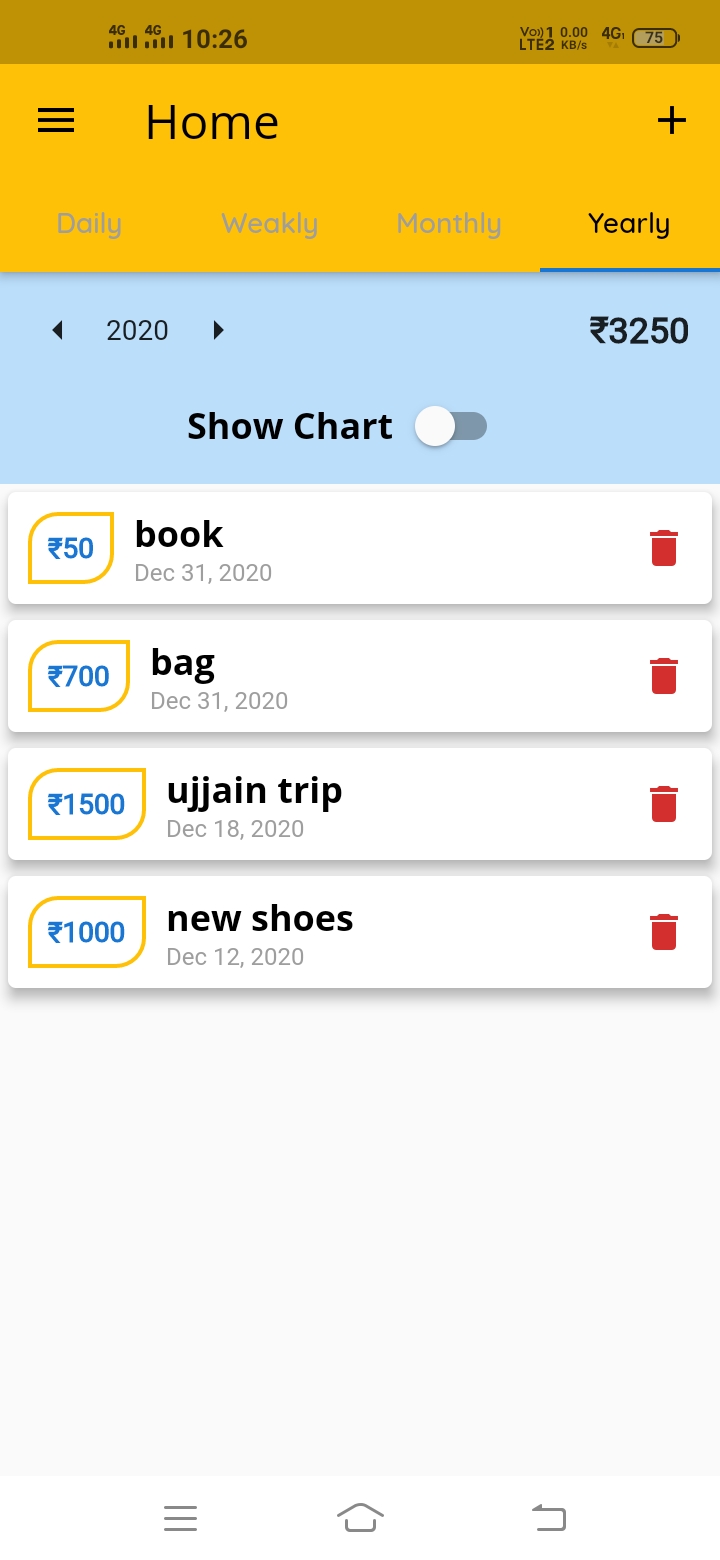 4G 4G 10:26 Vo)) 1 LTE2 0.00 KB/s 4G1 75
Home
Daily Weakly Monthly Yearly
2020 ₹3250
Show Chart
₹50 book
Dec 31, 2020
₹700 bag
Dec 31, 2020
₹1500 ujjain trip
Dec 18, 2020
₹1000 new shoes
Dec 12, 2020